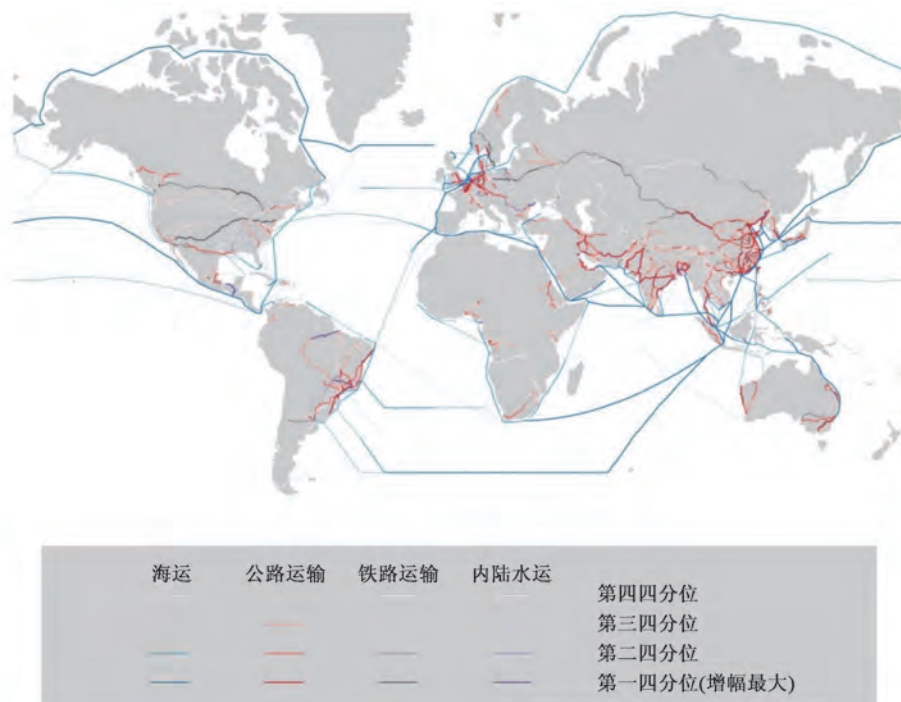 海运 公路运输 铁路运输 内陆水运
第四四分位
第三四分位
第二四分位
第一四分位(增幅最大)